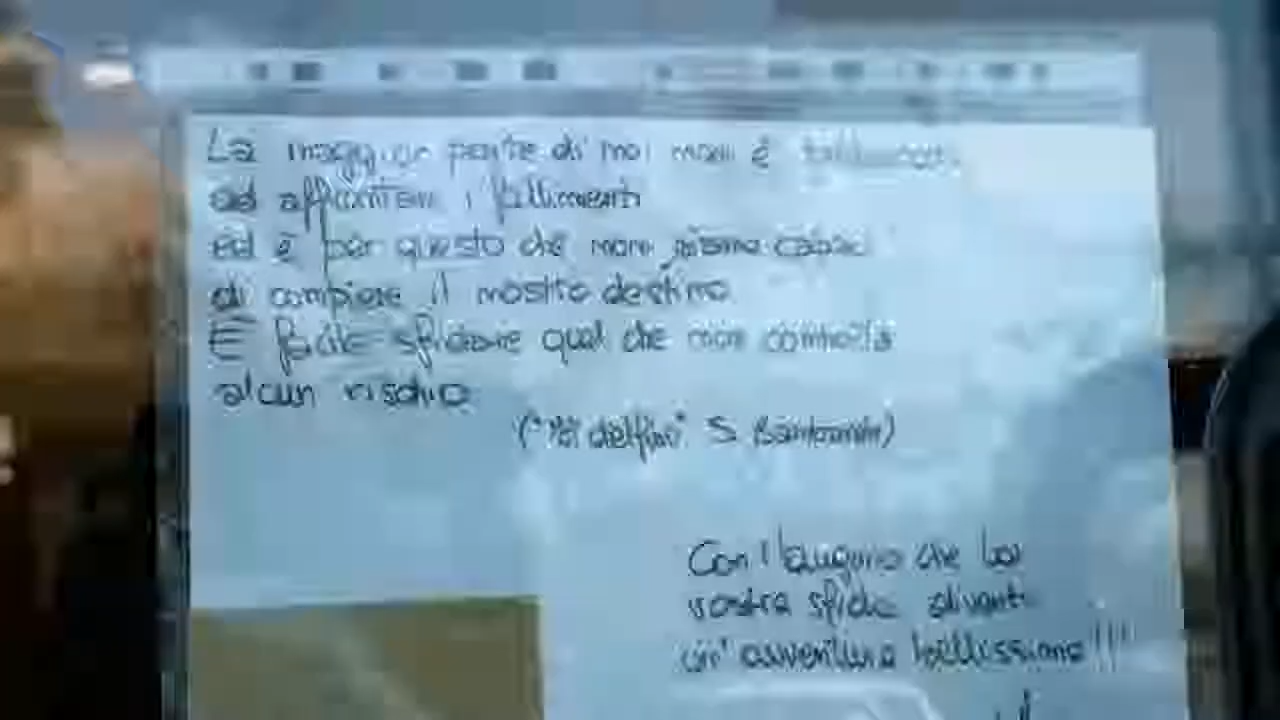 La maggior parte di noi non è
ad affrontare i fallimenti
ed è per questo che non siamo capaci
di compiere il nostro destino.
È facile sfidare quel che non comporta
alcun rischio
delfino" S. Bambaren)
Con l'augurio che la
vostra sfida diventi
un'avventura bellissima!!!